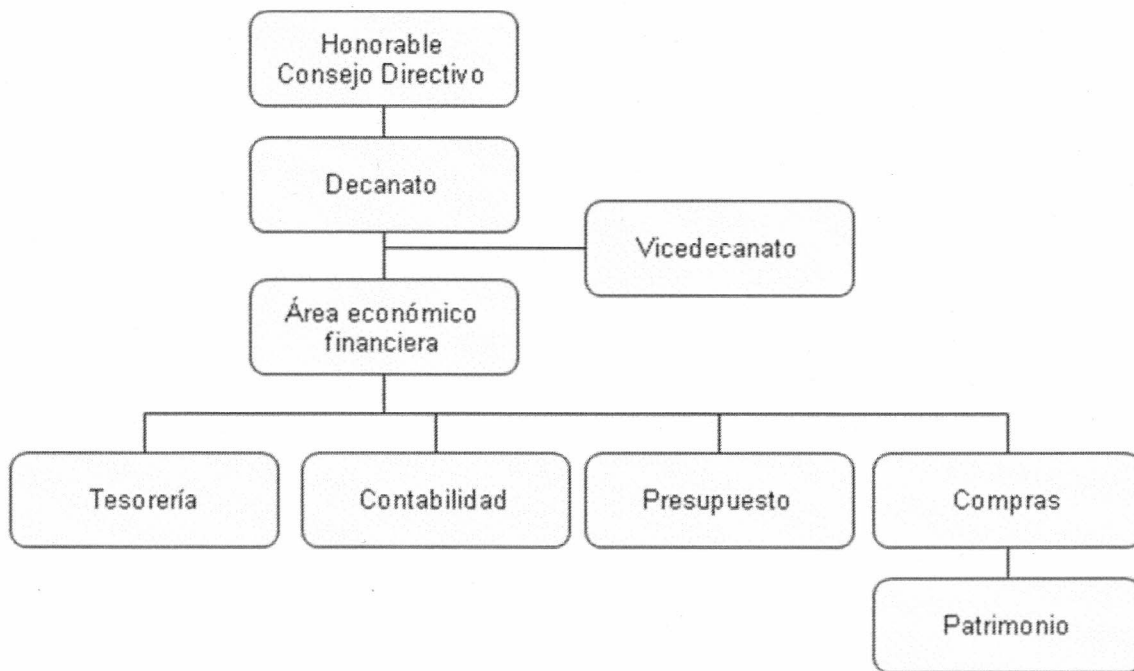 Honorable
Consejo Directivo
Decanato
Vicedecanato
Área económico
financiera
Tesorería
Contabilidad
Presupuesto
Compras
Patrimonio